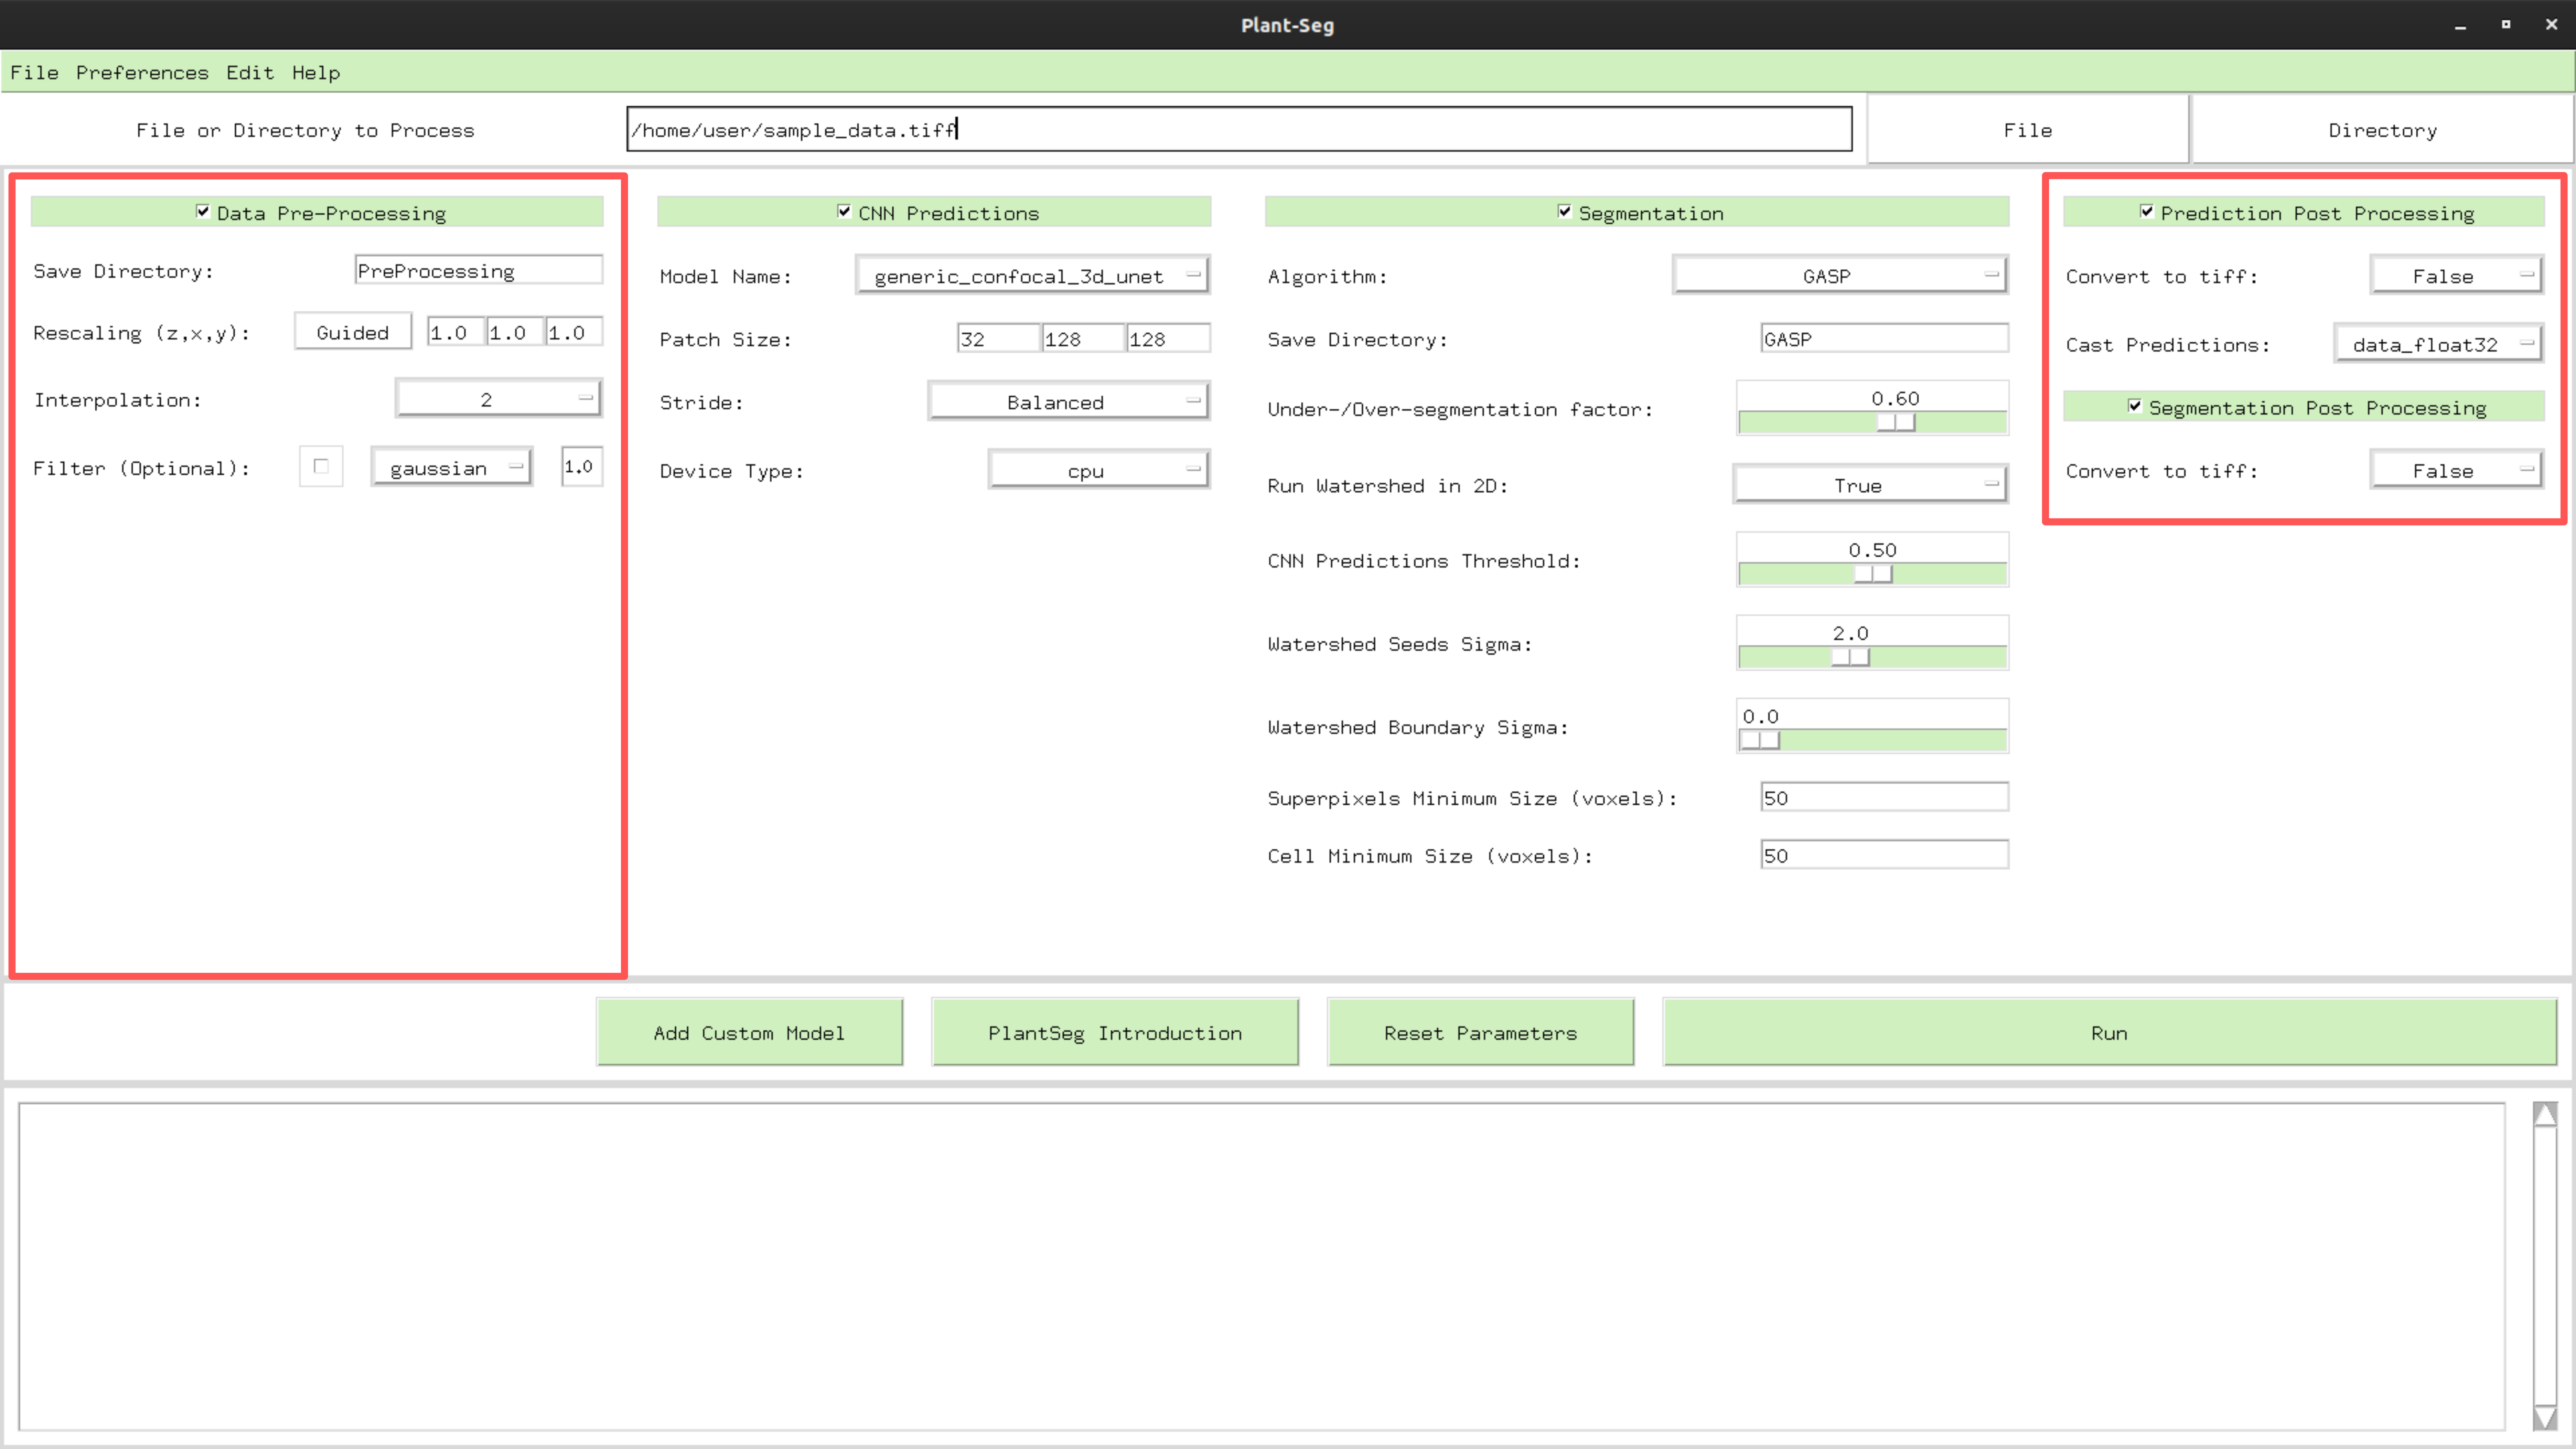 Plant-Seg
File Preferences Edit Help
File or Directory to Process /home/user/sample_data.tiff File Directory
Data Pre-Processing
Save Directory: PreProcessing
Rescaling (z,x,y): Guided 1.0 1.0 1.0
Interpolation: 2
Filter (Optional): gaussian 1.0
CNN Predictions
Model Name: generic_confocal_3d_unet
Patch Size: 32 128 128
Stride: Balanced
Device Type: cpu
Segmentation
Algorithm: GASP
Save Directory: GASP
Under-/Over-segmentation factor: 0.60
Run Watershed in 2D: True
CNN Predictions Threshold: 0.50
Watershed Seeds Sigma: 2.0
Watershed Boundary Sigma: 0.0
Superpixels Minimum Size (voxels): 50
Cell Minimum Size (voxels): 50
Prediction Post Processing
Convert to tiff: False
Cast Predictions: data_float32
Segmentation Post Processing
Convert to tiff: False
Add Custom Model PlantSeg Introduction Reset Parameters Run